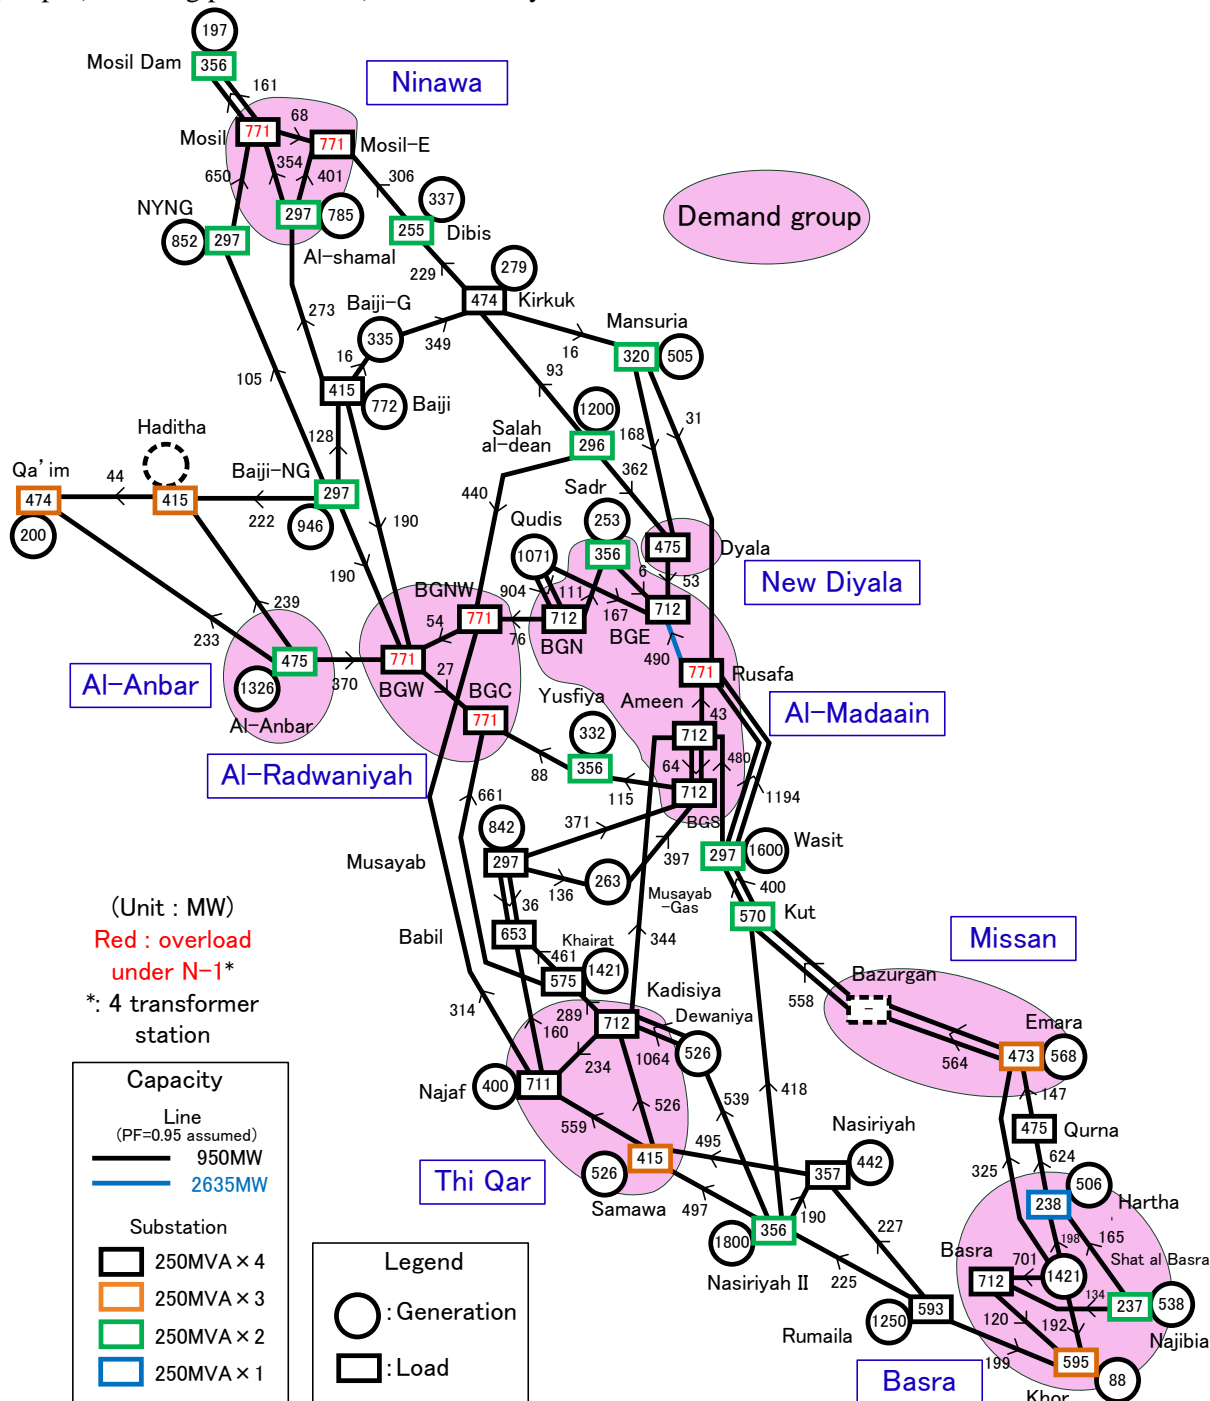 197
Mosil Dam
356
161
Ninawa
68
Mosil
771
771
Mosil-E
354
650
401
306
NYNG
337
297
785
852
297
255
Dibis
Al-shamal
229
279
Baiji-G
474
Kirkuk
273
Mansuria
335
349
16
320
505
16
93
105
415
772
Baiji
31
Haditha
1200
128
Salah
al-dean
296
168
Qa'im
44
Baiji-NG
362
Sadr
474
415
297
440
253
222
946
190
Qudis
200
190
1071
356
475
Dyala
BGNW
904
111
6
53
New Diyala
239
54
771
712
167
712
233
76
BGN
BGE
490
475
370
771
27
771
Rusafa
Al-Anbar
1326
BGW
BGC
Yusfiya
Ameen
Al-Madaain
43
Al-Anbar
771
332
712
Al-Radwaniyah
88
356
64
480
115
712
1194
661
BGS
842
371
Wasit
Musayab
297
397
297
1600
136
263
Musayab
-Gas
400
36
570
Kut
(Unit : MW)
Red : overload
under N-1*
*: 4 transformer
station
Babil
653
Khairat
344
Missan
461
1421
575
Bazurgan
Kadisiya
558
314
289
Dewaniya
–
Emara
160
712
1064
526
564
473
568
234
Capacity
Najaf
400
711
147
Line
(PF=0.95 assumed)
418
475
Qurna
950MW
526
539
Nasiriyah
2635MW
559
495
325
624
Thi Qar
526
415
357
442
506
Substation
Samawa
497
190
238
Hartha
250MVA×4
Legend
1800
356
227
Basra
198
165
701
Shat al Basra
250MVA×3
: Generation
Nasiriyah II
225
712
1421
134
237
538
250MVA×2
Rumaila
1250
593
120
192
Najibia
250MVA×1
: Load
199
595
88
Basra
Khor
Demand group